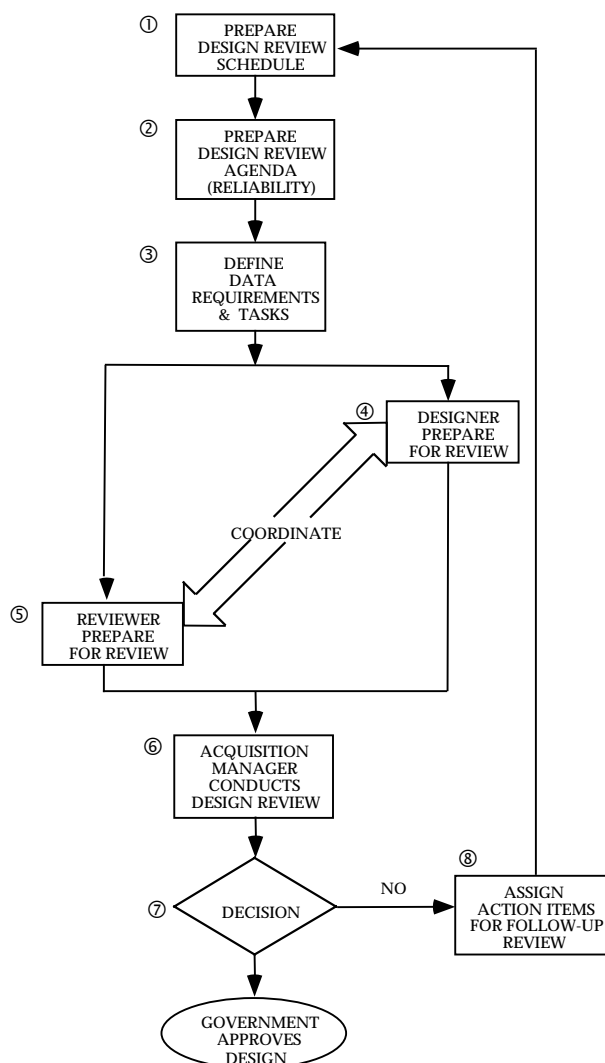 ①
PREPARE
DESIGN REVIEW
SCHEDULE
②
PREPARE
DESIGN REVIEW
AGENDA
(RELIABILITY)
③
DEFINE
DATA
REQUIREMENTS
& TASKS
④
DESIGNER
PREPARE
FOR REVIEW
COORDINATE
⑤
REVIEWER
PREPARE
FOR REVIEW
⑥
ACQUISITION
MANAGER
CONDUCTS
DESIGN REVIEW
⑦
DECISION
NO
⑧
ASSIGN
ACTION ITEMS
FOR FOLLOW-UP
REVIEW
GOVERNMENT
APPROVES
DESIGN